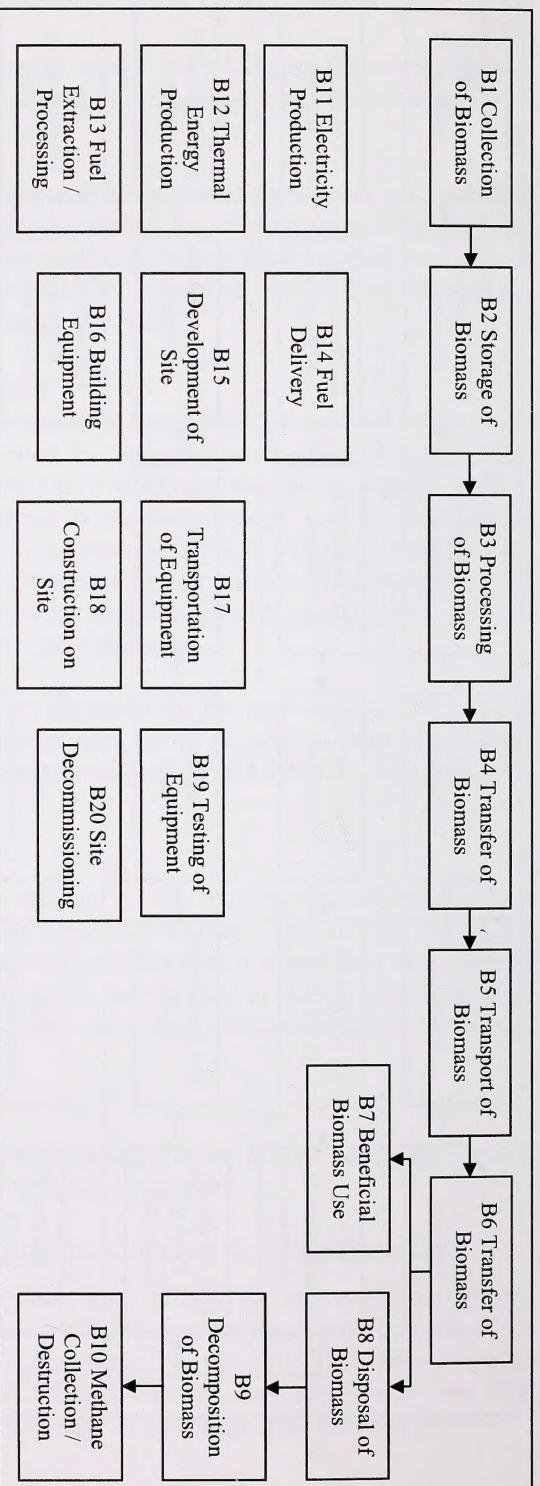 B1 Collection
of Biomass
B2 Storage of
Biomass
B3 Processing
of Biomass
B4 Transfer of
Biomass
B5 Transport of
Biomass
B6 Transfer of
Biomass
B7 Beneficial
Biomass Use
B8 Disposal of
Biomass
B9
Decomposition
of Biomass
B10 Methane
Collection /
Destruction
B11 Electricity
Production
B12 Thermal
Energy
Production
B13 Fuel
Extraction /
Processing
B14 Fuel
Delivery
B15
Development of
Site
B16 Building
Equipment
B17
Transportation
of Equipment
B18
Construction on
Site
B19 Testing of
Equipment
B20 Site
Decommissioning